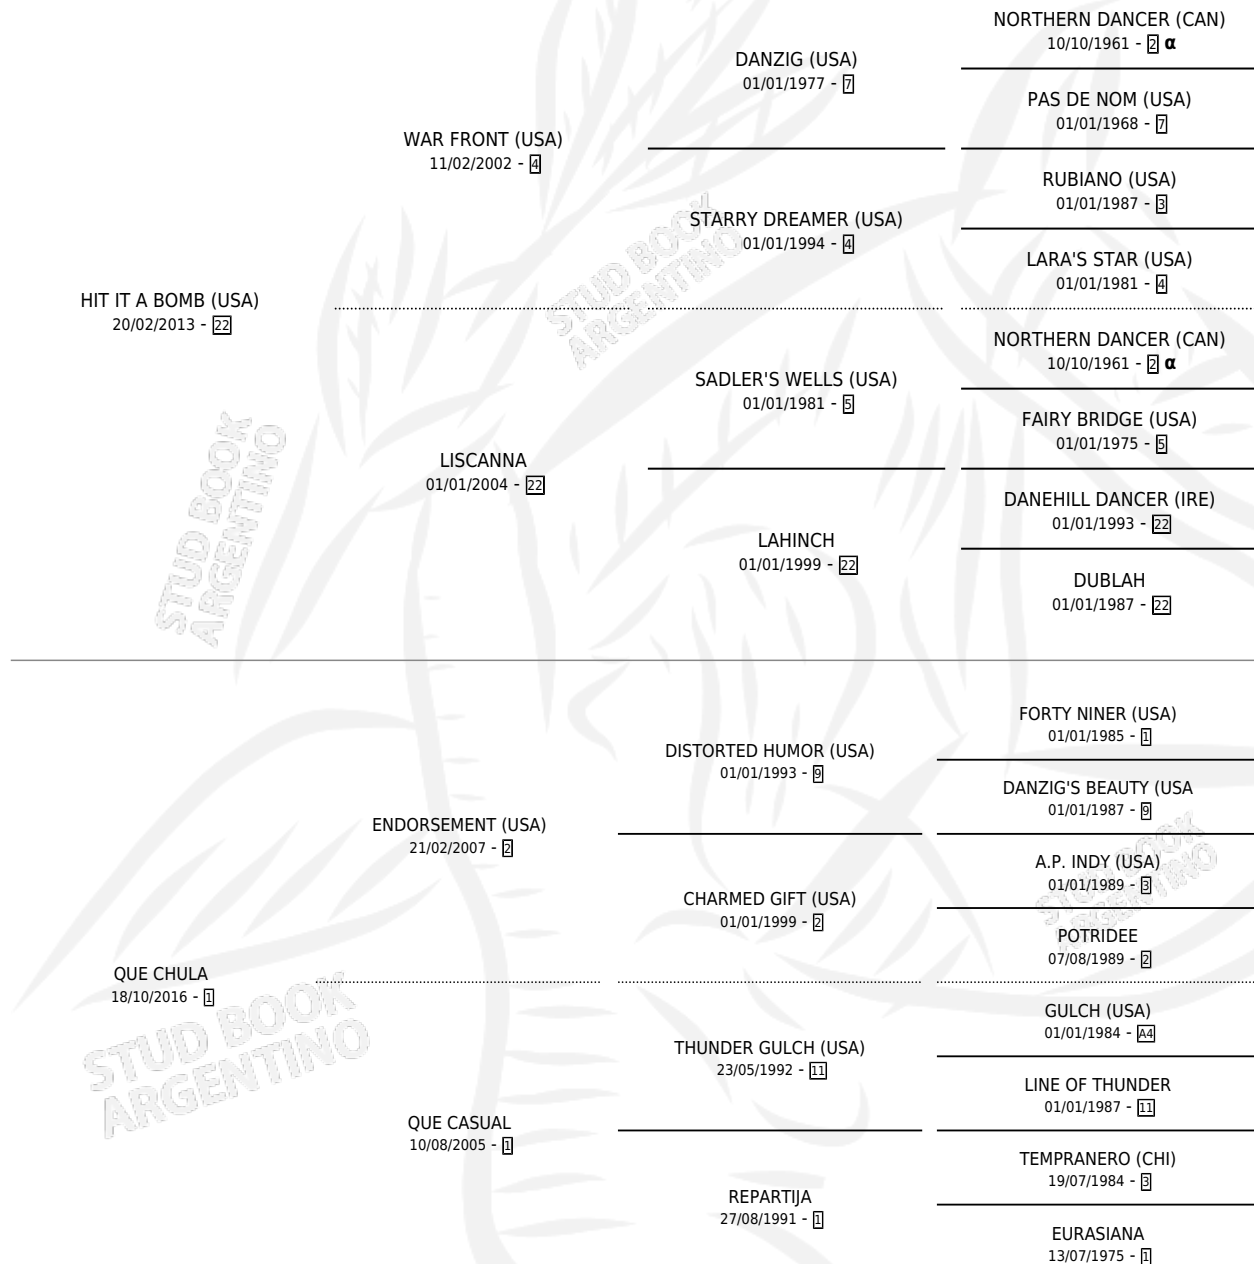 NORTHERN DANCER (CAN)
10/10/1961 - 2 α
DANZIG (USA)
01/01/1977 - 7
PAS DE NOM (USA)
01/01/1968 - 7
WAR FRONT (USA)
11/02/2002 - 4
RUBIANO (USA)
01/01/1987 - 3
STARRY DREAMER (USA)
01/01/1994 - 4
LARA'S STAR (USA)
01/01/1981 - 4
HIT IT A BOMB (USA)
20/02/2013 - 22
NORTHERN DANCER (CAN)
10/10/1961 - 2 α
SADLER'S WELLS (USA)
01/01/1981 - 5
FAIRY BRIDGE (USA)
01/01/1975 - 5
LISCANNA
01/01/2004 - 22
DANEHILL DANCER (IRE)
01/01/1993 - 22
LAHINCH
01/01/1999 - 22
DUBLAH
01/01/1987 - 22
FORTY NINER (USA)
01/01/1985 - 1
DISTORTED HUMOR (USA)
01/01/1993 - 9
DANZIG'S BEAUTY (USA
01/01/1987 - 9
ENDORSEMENT (USA)
21/02/2007 - 2
A.P. INDY (USA)
01/01/1989 - 3
CHARMED GIFT (USA)
01/01/1999 - 2
POTRIDEE
07/08/1989 - 2
QUE CHULA
18/10/2016 - 1
GULCH (USA)
01/01/1984 - A4
THUNDER GULCH (USA)
23/05/1992 - 11
LINE OF THUNDER
01/01/1987 - 11
QUE CASUAL
10/08/2005 - 1
TEMPRANERO (CHI)
19/07/1984 - 3
REPARTIJA
27/08/1991 - 1
EURASIANA
13/07/1975 - 1
STUD BOOK
ARGENTINO
STUD BOOK
ARGENTINO
STUD BOOK
ARGENTINO
STUD BOOK
ARGENTINO